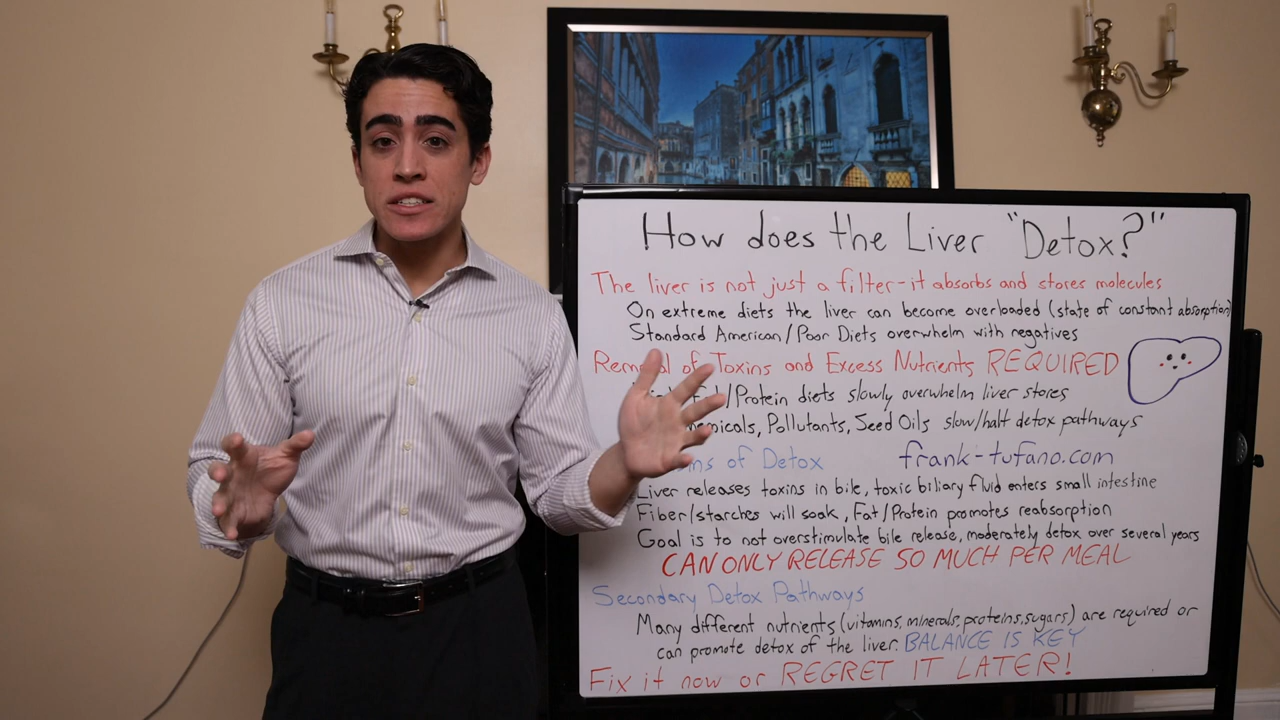 How does the Liver "Detox?"
The liver is not just a filter-it absorbs and stores molecules
On extreme diets the liver can become overloaded (state of constant absorption)
Standard American/Poor Diets overwhelm with negatives
of Toxins and Excess Nutrients REQUIRED
/Protein diets slowly overwhelm liver stores
Pollutants, Seed Oils slow/halt detox pathways
of Detox
frank-tufano.com
Liver releases toxins in bile, toxic biliary fluid enters small intestine
Fiber/starches will soak, Fat/Protein promotes reabsorption
Goal is to not overstimulate bile release, moderately detox over several years
CAN ONLY RELEASE SO MUCH PER MEAL
Secondary Detox Pathways
Many different nutrients (vitamins, minerals, proteins, sugars) are required or
can promote detox of the liver. BALANCE IS KEY
Fix it now or REGRET IT LATER!